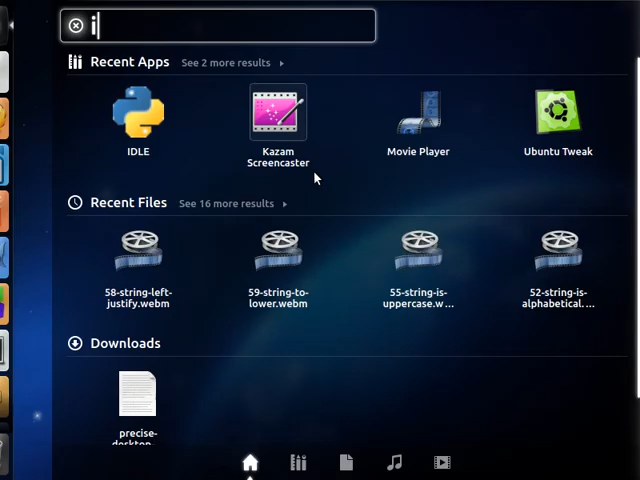 i
Recent Apps See 2 more results
IDLE
Kazam
Screencaster
Movie Player
Ubuntu Tweak
Recent Files See 16 more results
58-string-left-
justify.webm
59-string-to-
lower.webm
55-string-is-
uppercase.w...
52-string-is-
alphabetical....
Downloads
precise-
desktop-